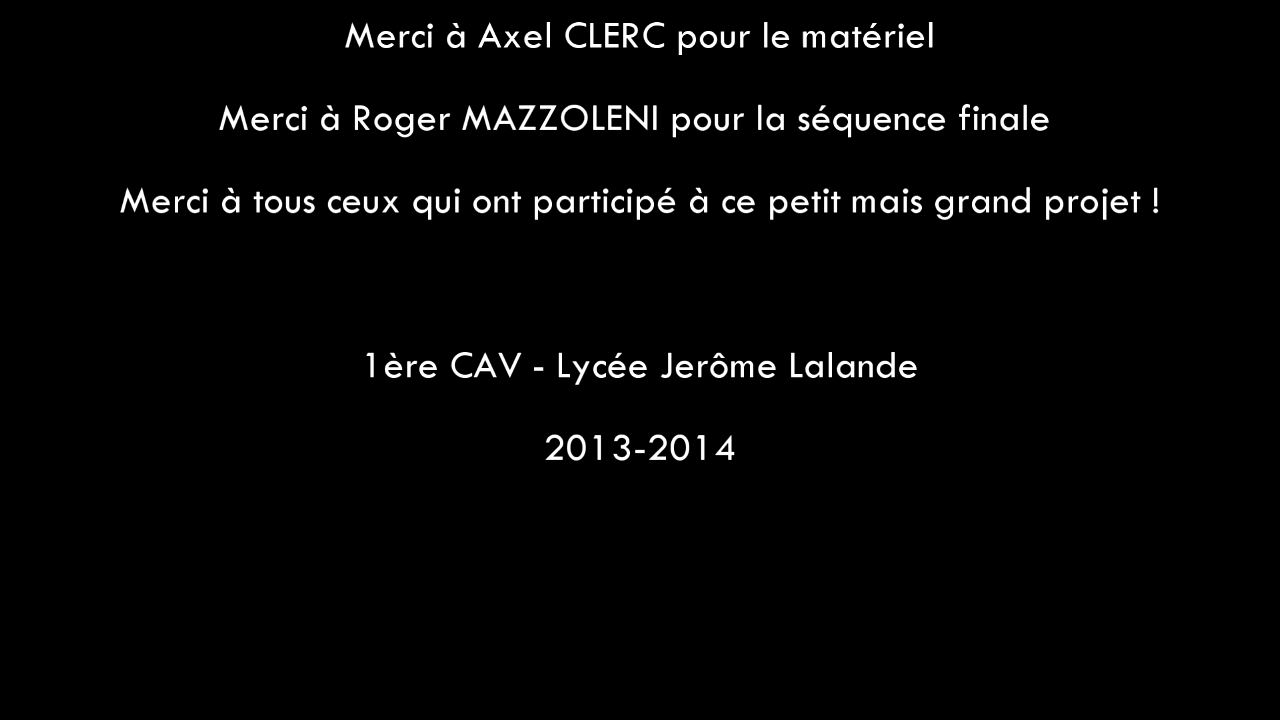 Merci à Axel CLERC pour le matériel
Merci à Roger MAZZOLENI pour la séquence finale
Merci à tous ceux qui ont participé à ce petit mais grand projet !
1ère CAV - Lycée Jerôme Lalande
2013-2014